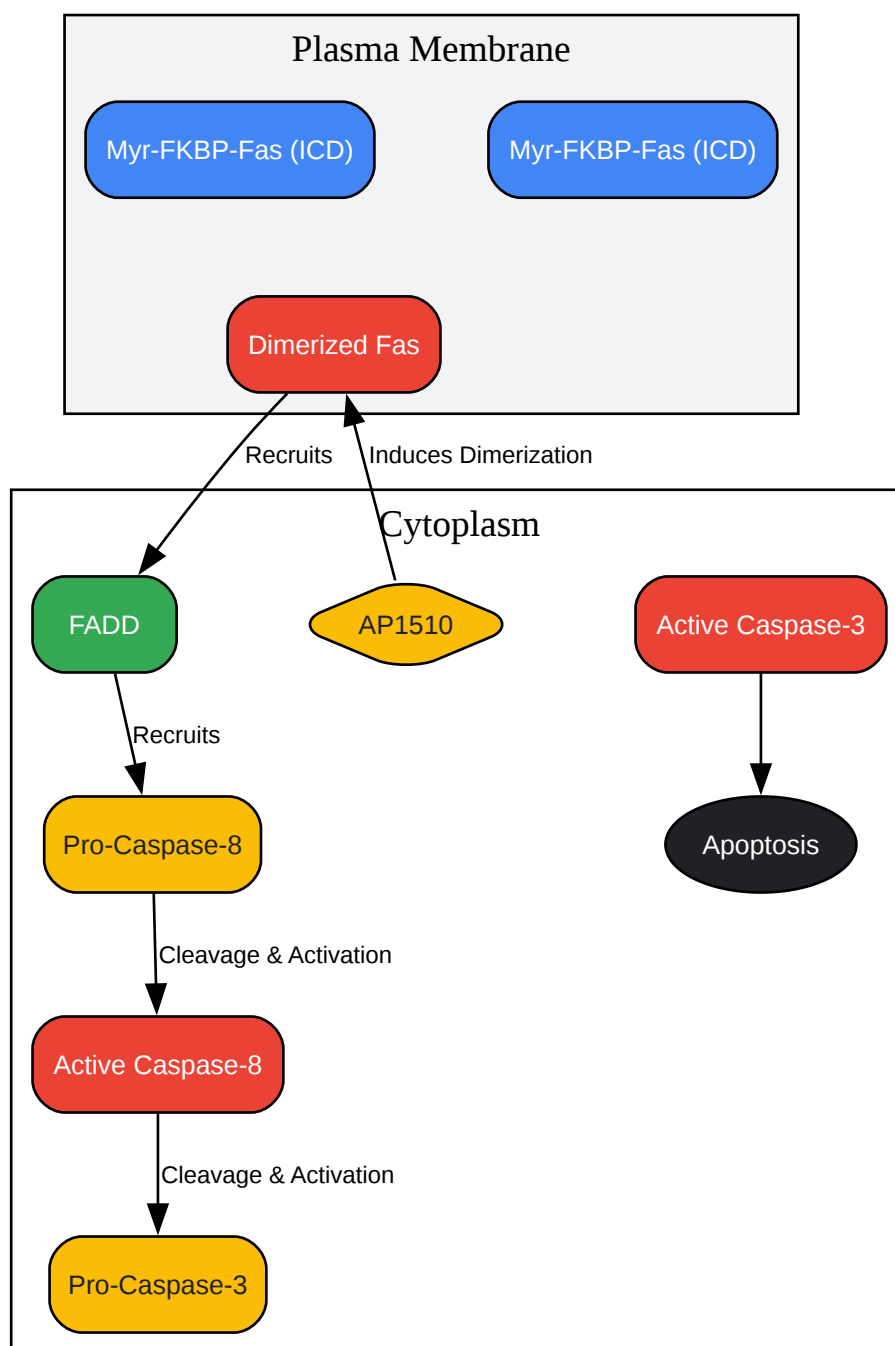 Plasma Membrane
Myr-FKBP-Fas (ICD)
Myr-FKBP-Fas (ICD)
Dimerized Fas
Recruits
Induces Dimerization
Cytoplasm
FADD
AP1510
Active Caspase-3
Recruits
Pro-Caspase-8
Apoptosis
Cleavage & Activation
Active Caspase-8
Cleavage & Activation
Pro-Caspase-3